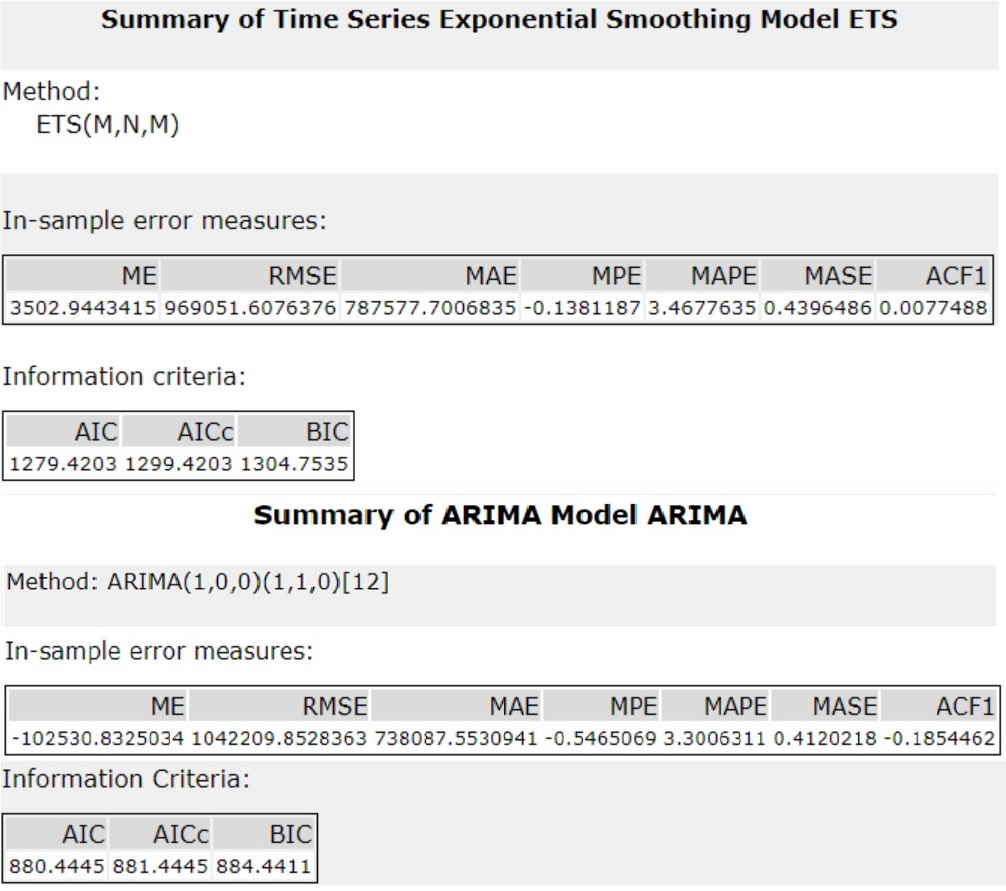 Summary of Time Series Exponential Smoothing Model ETS
Method:
ETS(M,N,M)
In-sample error measures:
ME RMSE MAE MPE MAPE MASE ACF1
3502.9443415 969051.6076376 787577.7006835 -0.1381187 3.4677635 0.4396486 0.0077488
Information criteria:
AIC AICc BIC
1279.4203 1299.4203 1304.7535
Summary of ARIMA Model ARIMA
Method: ARIMA(1,0,0)(1,1,0)[12]
In-sample error measures:
ME RMSE MAE MPE MAPE MASE ACF1
-102530.8325034 1042209.8528363 738087.5530941 -0.5465069 3.3006311 0.4120218 -0.1854462
Information Criteria:
AIC AICc BIC
880.4445 881.4445 884.4411